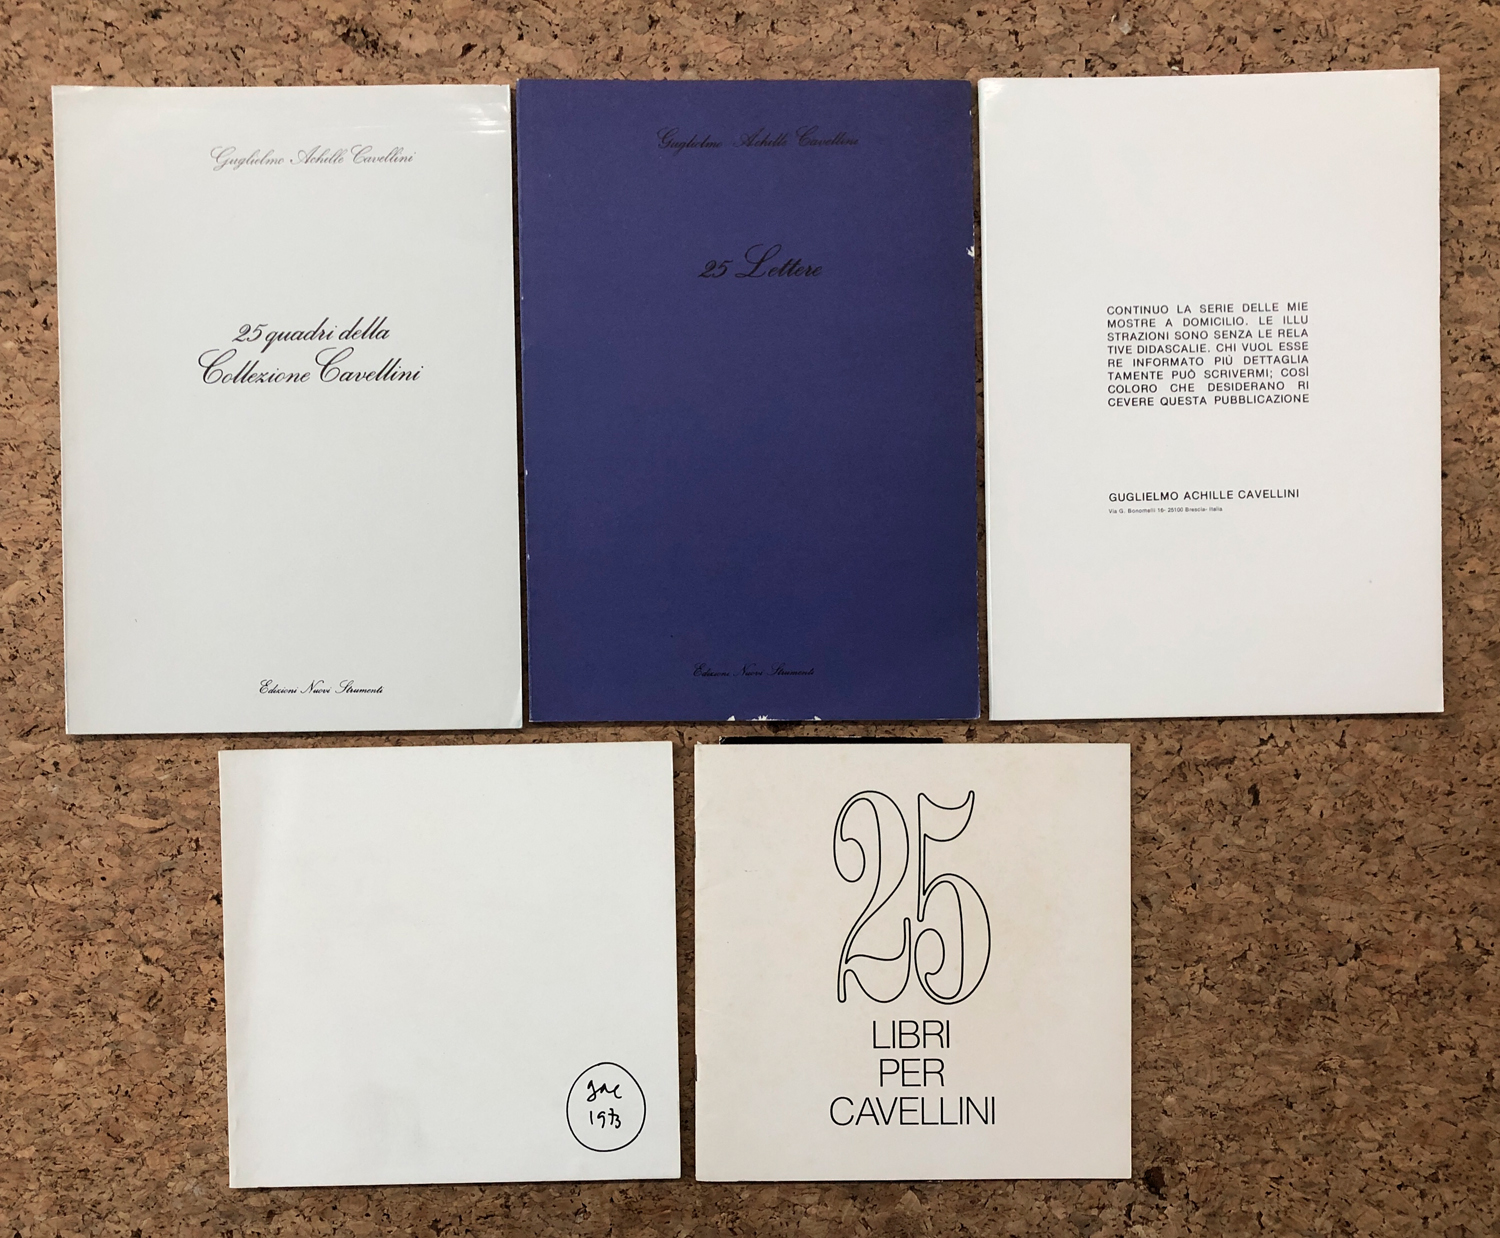 Guglielmo Achille Cavellini
25 quadri della
Collezione Cavellini
Edizioni Nuovi Strumenti
Guglielmo Achille Cavellini
25 Lettere
Edizioni Nuovi Strumenti
CONTINUO LA SERIE DELLE MIE
MOSTRE A DOMICILIO. LE ILLU
STRAZIONI SONO SENZA LE RELA
TIVE DIDASCALIE. CHI VUOL ESSE
RE INFORMATO PIÙ DETTAGLIA
TAMENTE PUÒ SCRIVERMI; COSÌ
COLORO CHE DESIDERANO RI
CEVERE QUESTA PUBBLICAZIONE
GUGLIELMO ACHILLE CAVELLINI
Via G. Bonomelli 16- 25100 Brescia- Italia
gac
1973
25
LIBRI
PER
CAVELLINI